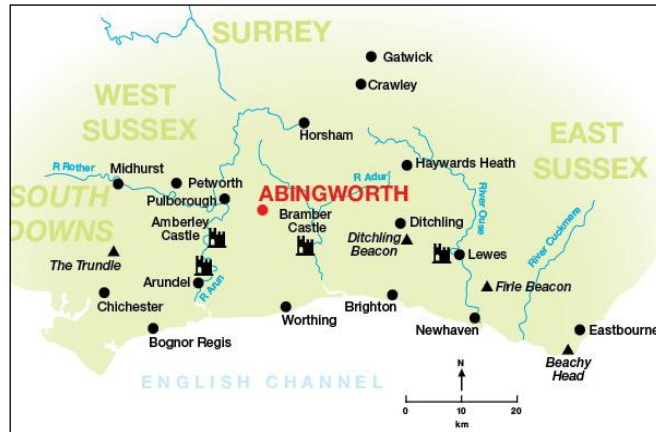 SURREY
Gatwick
Crawley
WEST
SUSSEX
Horsham
EAST
SUSSEX
R Rother
Midhurst
Haywards Heath
R Adur
Petworth
Pulborough
ABINGWORTH
SOUTH
DOWNS
River Ouse
River Cuckmere
Amberley
Castle
Bramber
Castle
Ditchling
Ditchling
Beacon
Lewes
The Trundle
Arundel
R Arun
Firle Beacon
Chichester
Worthing
Brighton
Newhaven
Eastbourne
Bognor Regis
Beachy
Head
ENGLISH CHANNEL
N
0 10 20
km